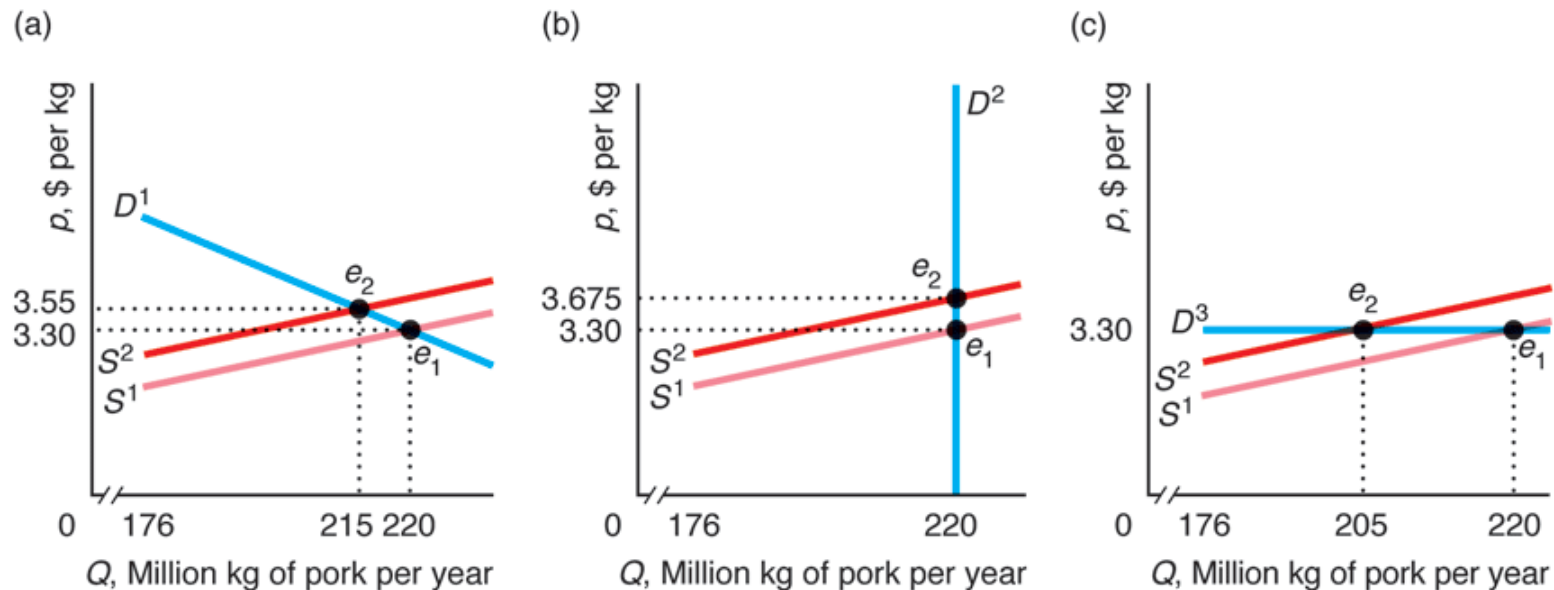 (a)
p, $ per kg
D¹
e₂
3.55
3.30
e₁
S²
S¹
0
176
215
220
Q, Million kg of pork per year
(b)
p, $ per kg
D²
e₂
3.675
3.30
e₁
S²
S¹
0
176
220
Q, Million kg of pork per year
(c)
p, $ per kg
e₂
3.30
D³
e₁
S²
S¹
0
176
205
220
Q, Million kg of pork per year